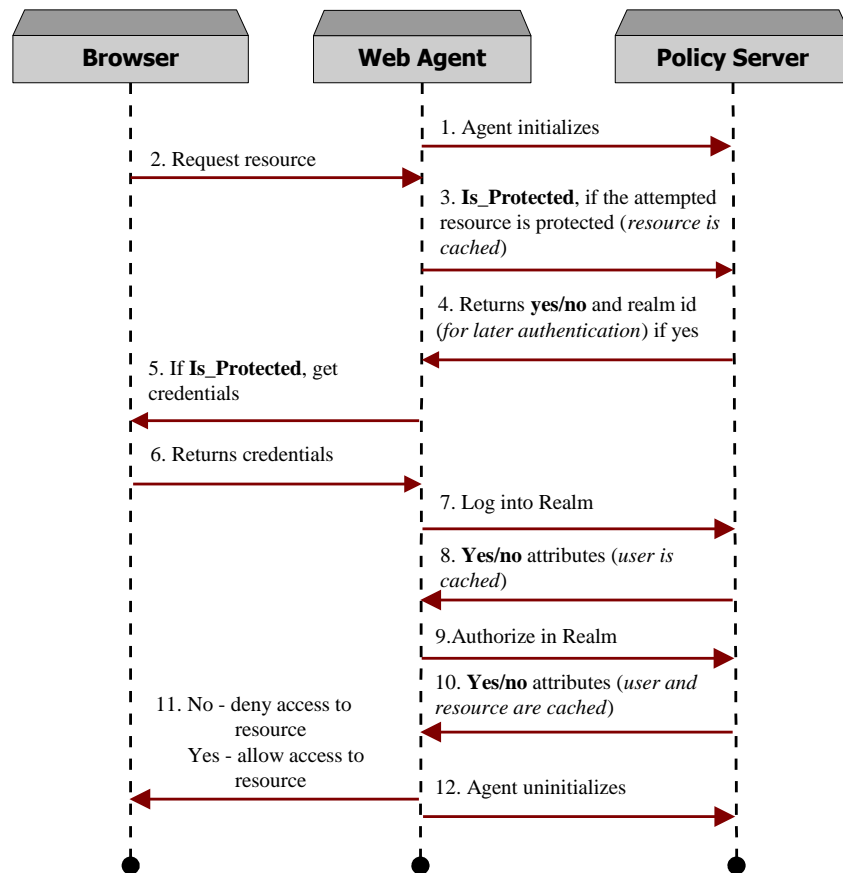 Browser
Web Agent
Policy Server
1. Agent initializes
2. Request resource
3. Is_Protected, if the attempted
resource is protected (resource is
cached)
4. Returns yes/no and realm id
(for later authentication) if yes
5. If Is_Protected, get
credentials
6. Returns credentials
7. Log into Realm
8. Yes/no attributes (user is
cached)
9.Authorize in Realm
10. Yes/no attributes (user and
resource are cached)
11. No - deny access to
resource
Yes - allow access to
resource
12. Agent uninitializes